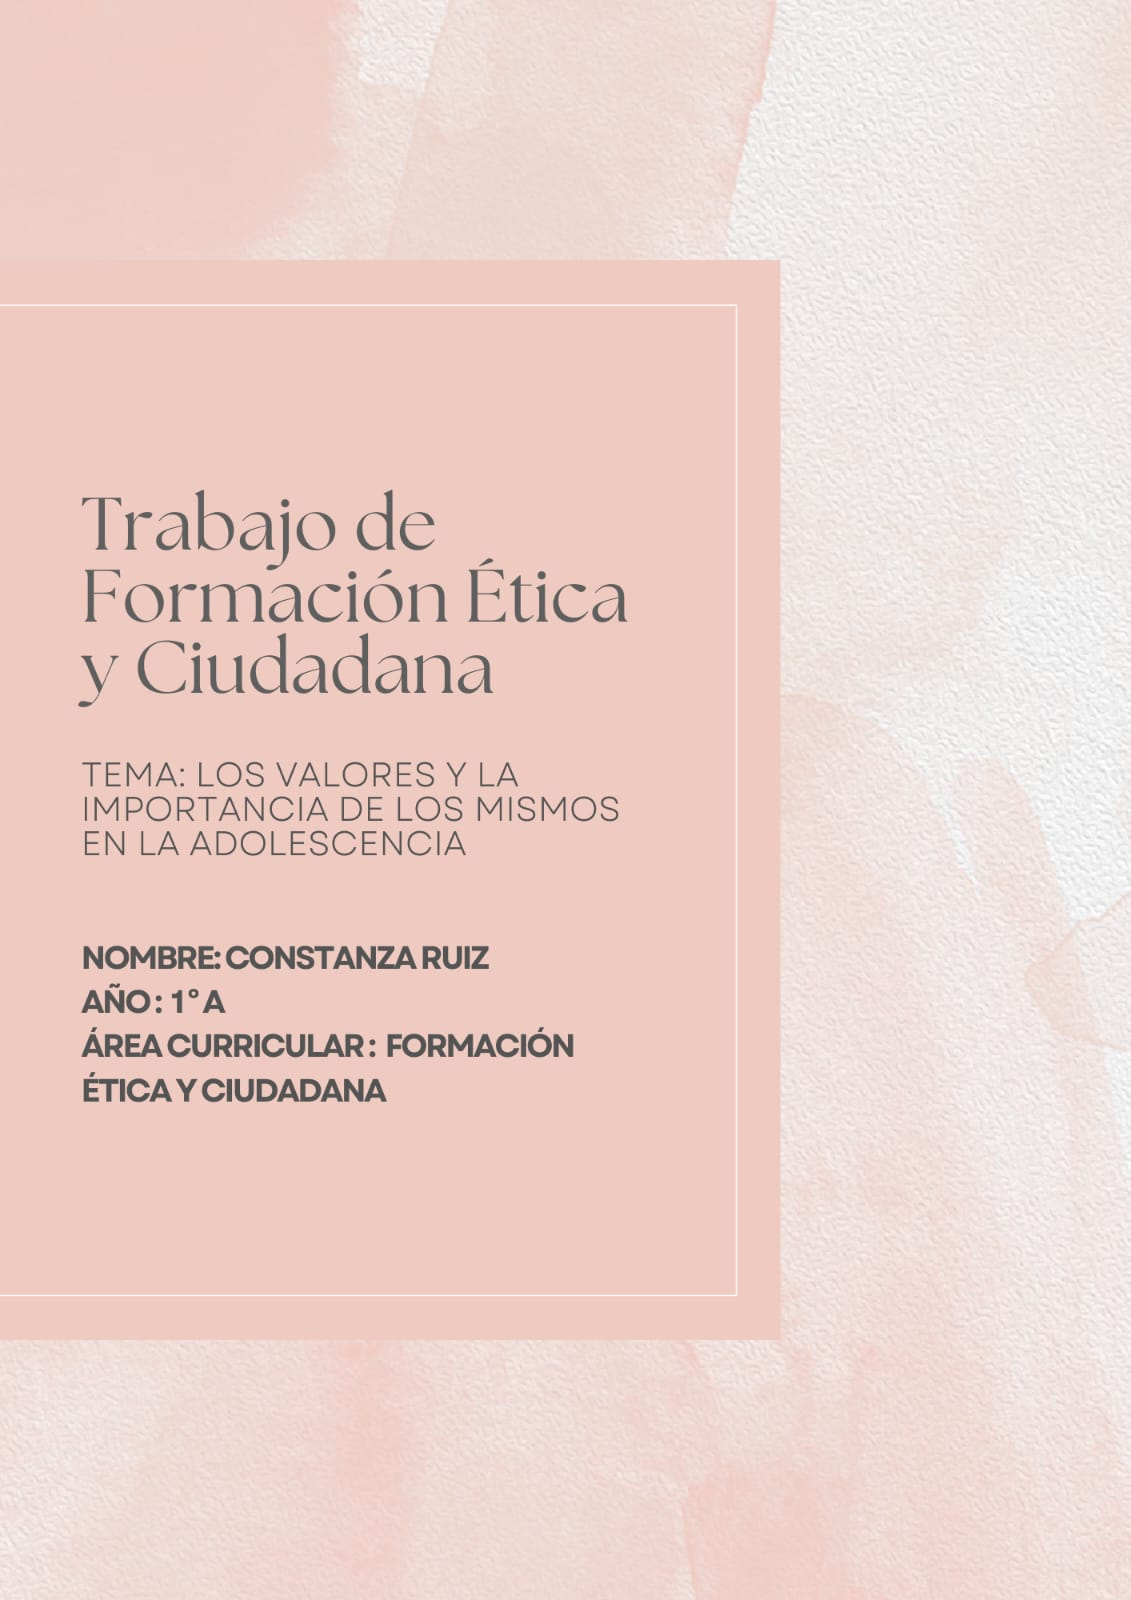 Trabajo de
Formación Ética
y Ciudadana
TEMA: LOS VALORES Y LA
IMPORTANCIA DE LOS MISMOS
EN LA ADOLESCENCIA
NOMBRE: CONSTANZA RUIZ
AÑO : 1° A
ÁREA CURRICULAR : FORMACIÓN
ÉTICA Y CIUDADANA